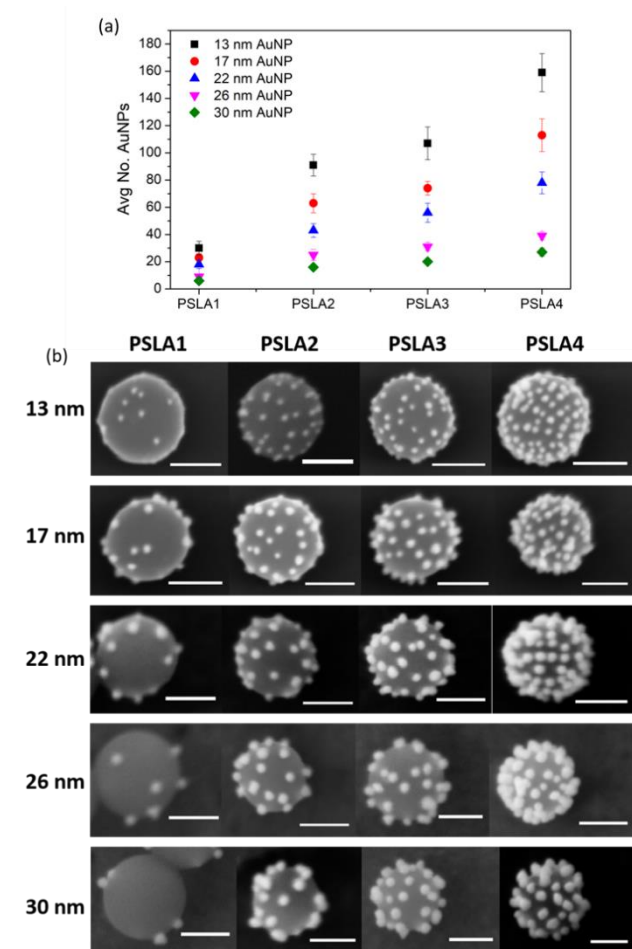 (a)
180
160
140
120
100
80
60
40
20
0
Avg No. AuNPs
13 nm AuNP
17 nm AuNP
22 nm AuNP
26 nm AuNP
30 nm AuNP
PSLA1 PSLA2 PSLA3 PSLA4
(b)
PSLA1 PSLA2 PSLA3 PSLA4
13 nm
17 nm
22 nm
26 nm
30 nm